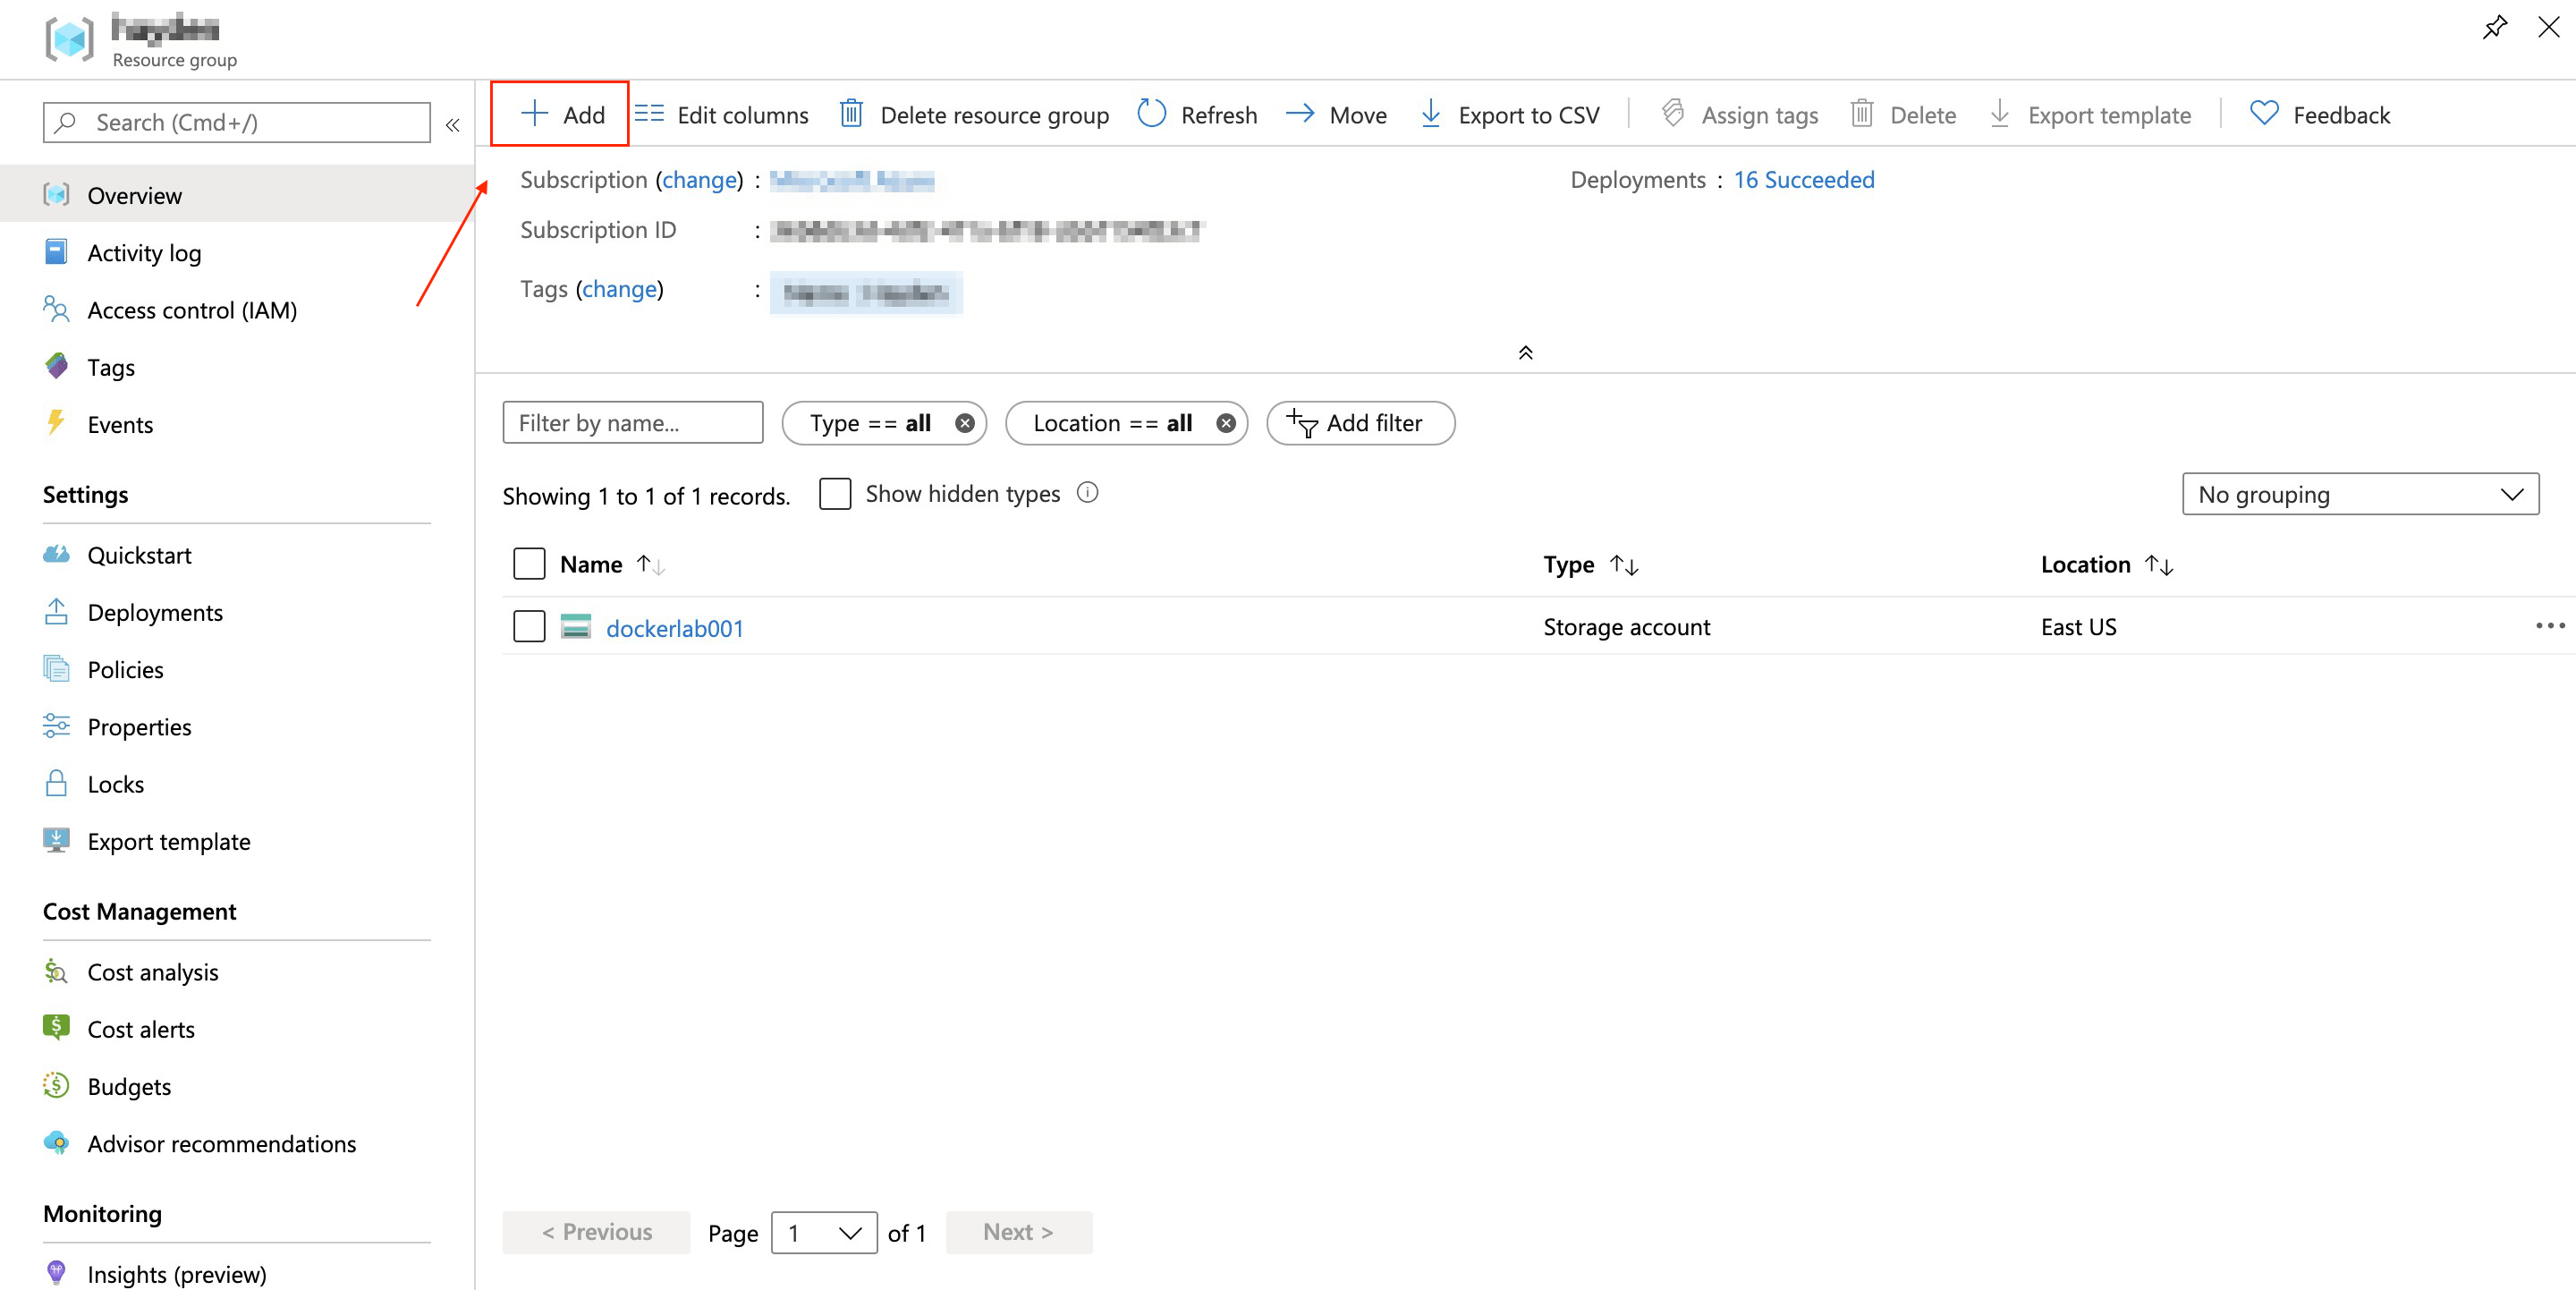 Resource group
Search (Cmd+/)
«
Add
Edit columns
Delete resource group
Refresh
Move
Export to CSV
Assign tags
Delete
Export template
Feedback
Overview
Activity log
Access control (IAM)
Tags
Events
Settings
Quickstart
Deployments
Policies
Properties
Locks
Export template
Cost Management
Cost analysis
Cost alerts
Budgets
Advisor recommendations
Monitoring
Insights (preview)
Subscription (change) :
Deployments : 16 Succeeded
Subscription ID :
Tags (change) :
Filter by name...
Type == all
Location == all
Add filter
Showing 1 to 1 of 1 records.
Show hidden types
No grouping
Name Type Location
dockerlab001 Storage account East US
< Previous Page 1 of 1 Next >